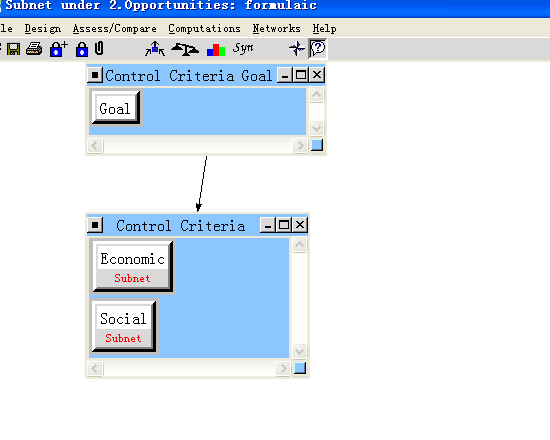 Subnet under 2.Opportunities: formulaic
le Design Assess/Compare Computations Networks Help
Syn
Control Criteria Goal
Goal
Control Criteria
Economic
Subnet
Social
Subnet